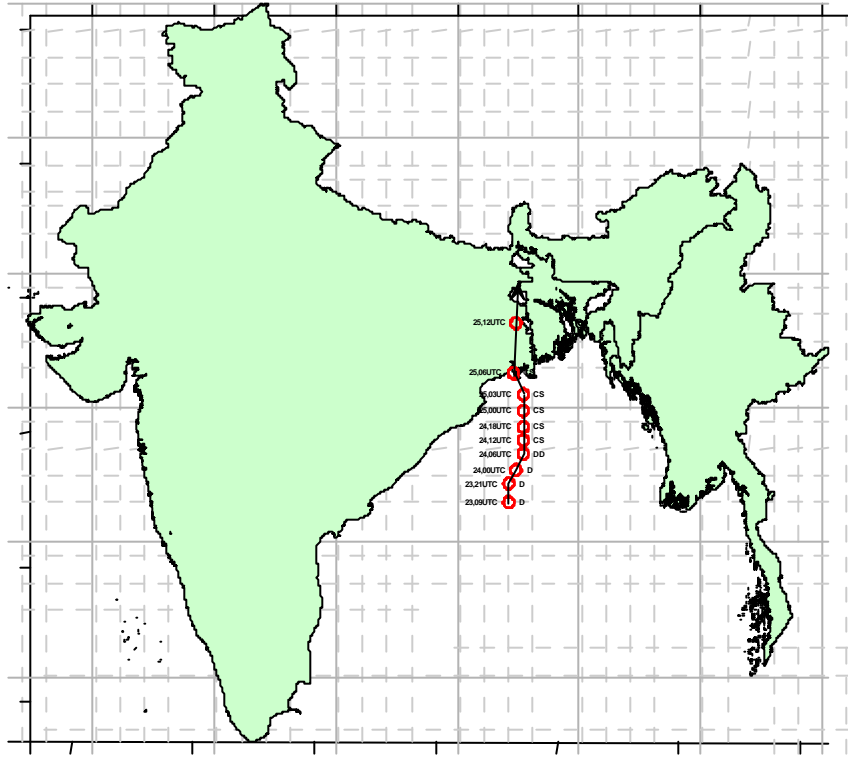 25,12UTC
25,06UTC
25,03UTC CS
25,00UTC CS
24,18UTC CS
24,12UTC CS
24,06UTC DD
24,00UTC D
23,21UTC D
23,09UTC D